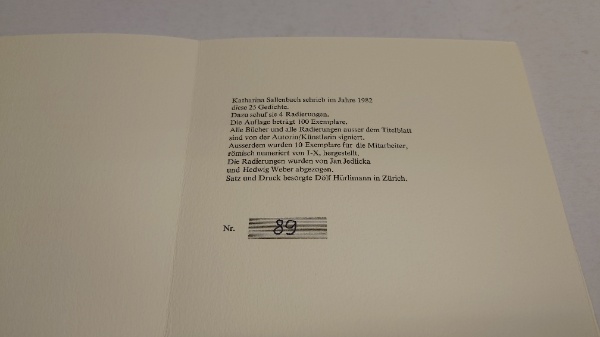 Katharina Sallenbach schrieb im Jahre 1982
diese 25 Gedichte.
Dazu schuf sie 4 Radierungen.
Die Auflage beträgt 100 Exemplare.
Alle Bücher und alle Radierungen ausser dem Titelblatt
sind von der Autorin/Künstlerin signiert.
Ausserdem wurden 10 Exemplare für die Mitarbeiter,
römisch numeriert von I-X, hergestellt.
Die Radierungen wurden von Jan Jedlicka
und Hedwig Weber abgezogen.
Satz und Druck besorgte Dölf Hürlimann in Zürich.
Nr. 89